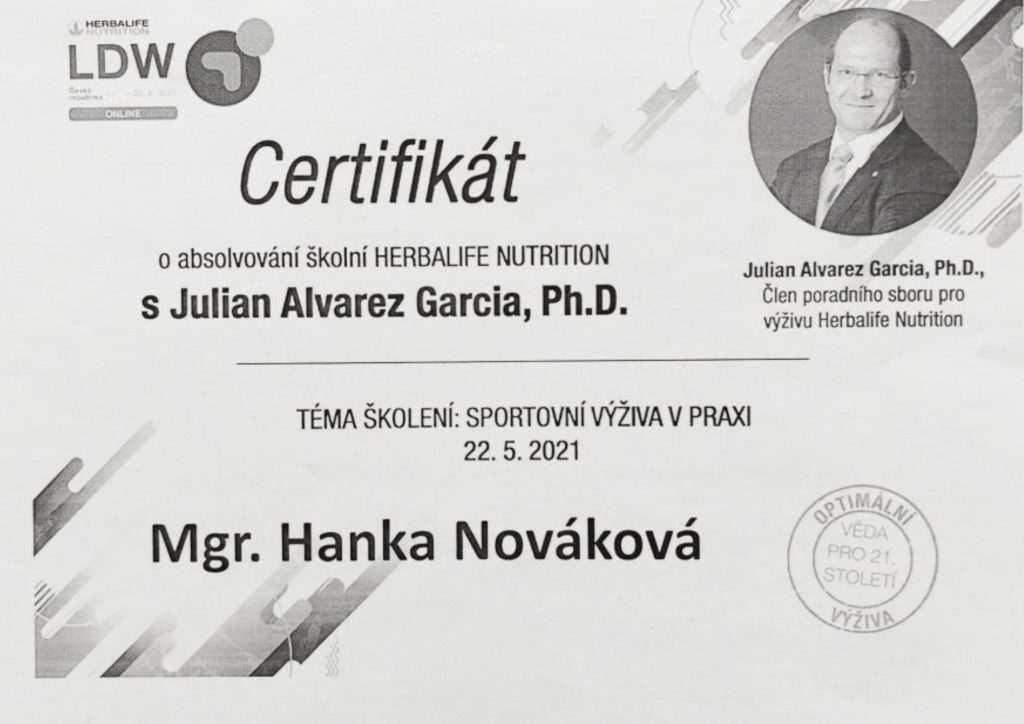 HERBALIFE
NUTRITION
LDW
Česká
republika
ONLINE
Certifikát
o absolvování školní HERBALIFE NUTRITION
s Julian Alvarez Garcia, Ph.D.
Julian Alvarez Garcia, Ph.D.,
Člen poradního sboru pro
výživu Herbalife Nutrition
TÉMA ŠKOLENÍ: SPORTOVNÍ VÝŽIVA V PRAXI
22. 5. 2021
Mgr. Hanka Nováková
OPTIMÁLNÍ
VĚDA
PRO 21.
STOLETÍ
VÝŽIVA